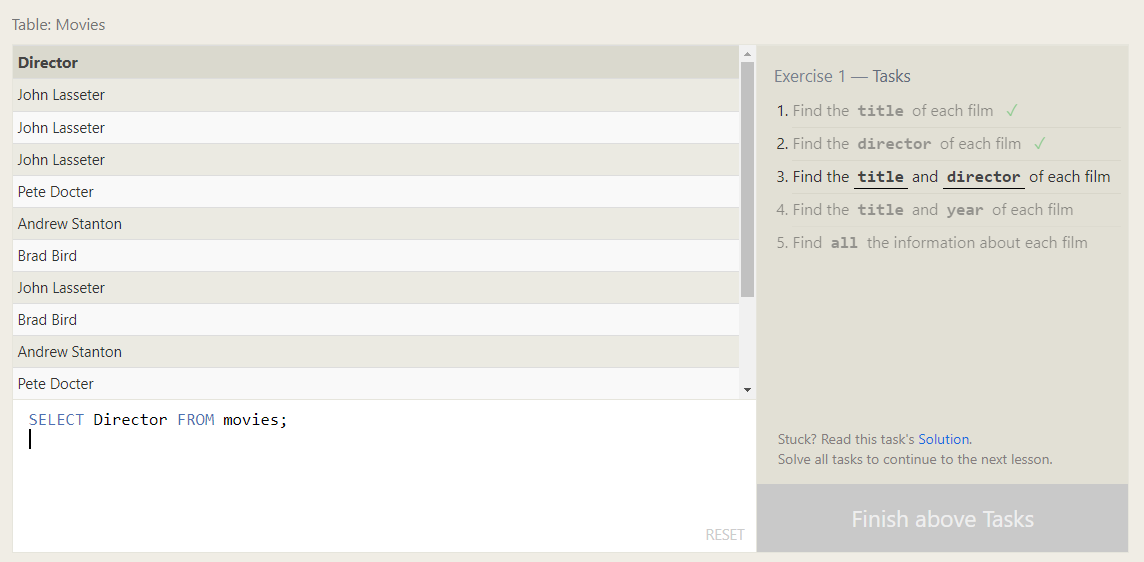 Table: Movies
Director
John Lasseter
John Lasseter
John Lasseter
Pete Docter
Andrew Stanton
Brad Bird
John Lasseter
Brad Bird
Andrew Stanton
Pete Docter
SELECT Director FROM movies;
RESET
Exercise 1 — Tasks
1. Find the title of each film ✓
2. Find the director of each film ✓
3. Find the title and director of each film
4. Find the title and year of each film
5. Find all the information about each film
Stuck? Read this task's Solution.
Solve all tasks to continue to the next lesson.
Finish above Tasks